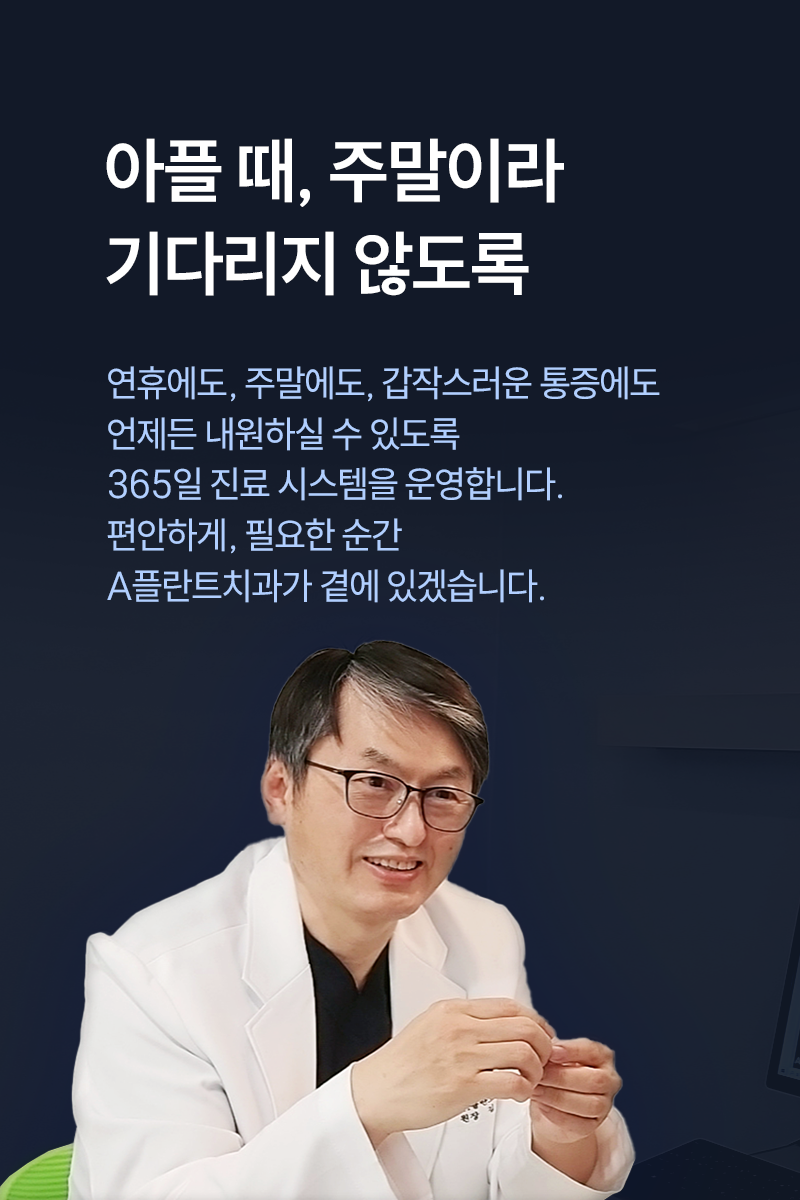 아플 때, 주말이라
기다리지 않도록
연휴에도, 주말에도, 갑작스러운 통증에도
언제든 내원하실 수 있도록
365일 진료 시스템을 운영합니다.
편안하게, 필요한 순간
A플란트치과가 곁에 있겠습니다.
원장